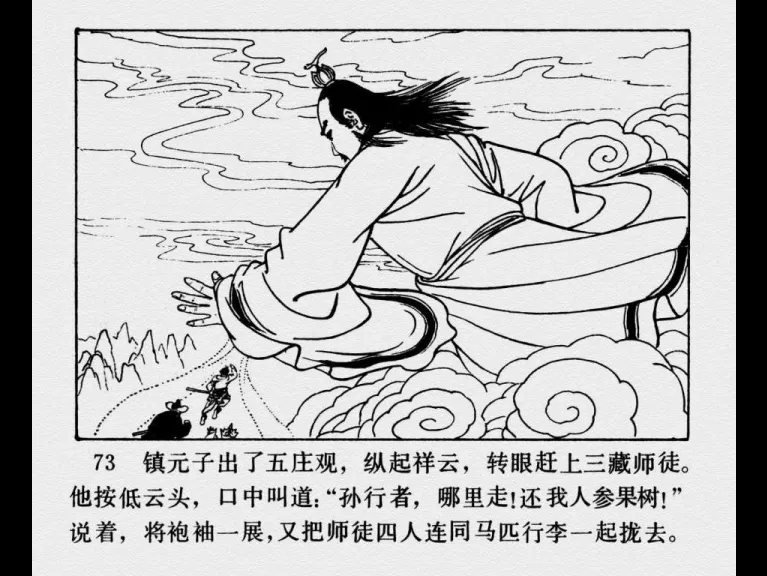 73 镇元子出了五庄观，纵起祥云，转眼赶上三藏师徒。
他按低云头，口中叫道：“孙行者，哪里走！还我人参果树！”
说着，将袍袖一展，又把师徒四人连同马匹行李一起拢去。